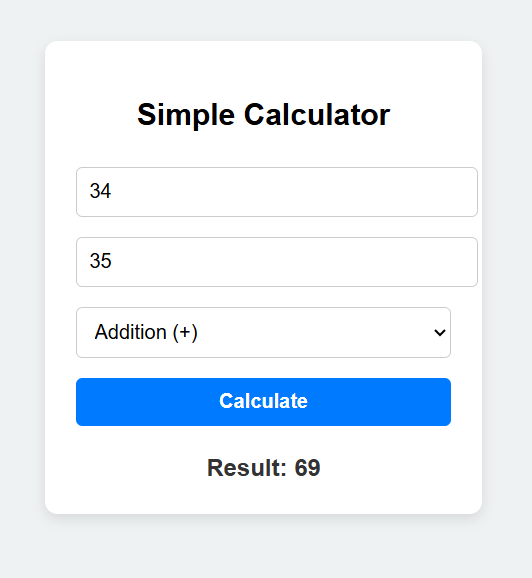 Simple Calculator
34
35
Addition (+)
Calculate
Result: 69